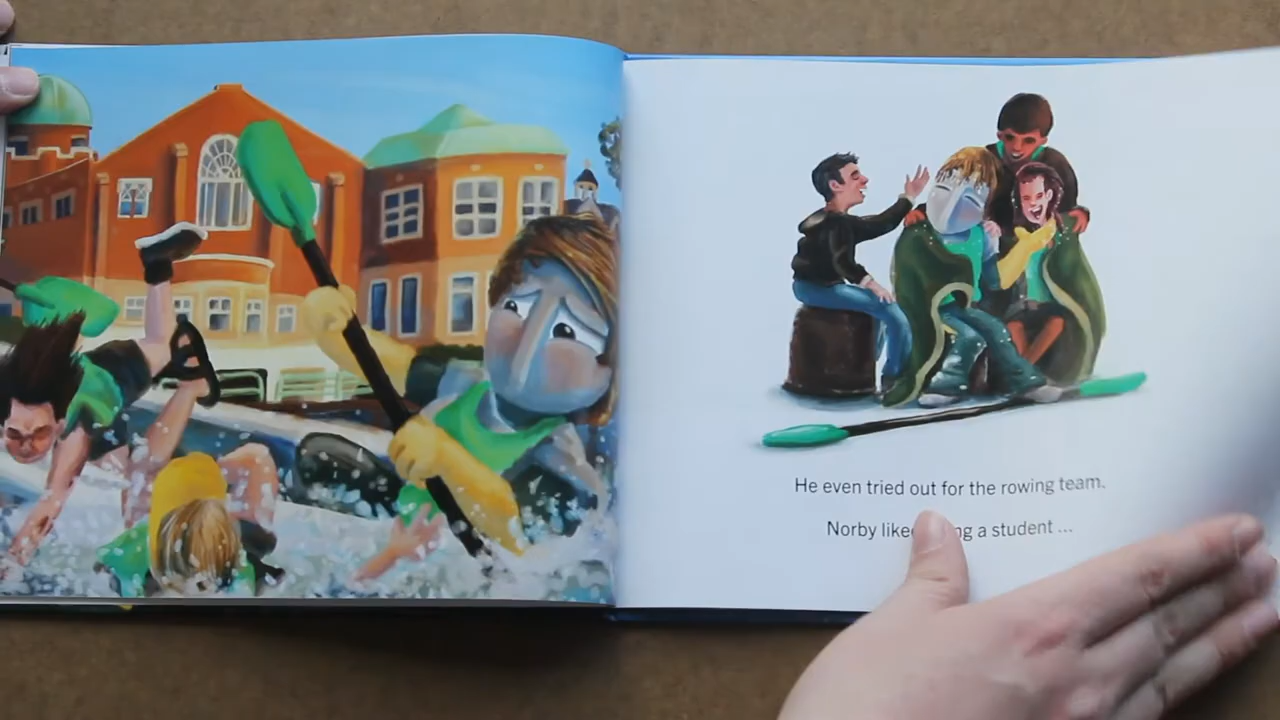 He even tried out for the rowing team.
Norby a student ...